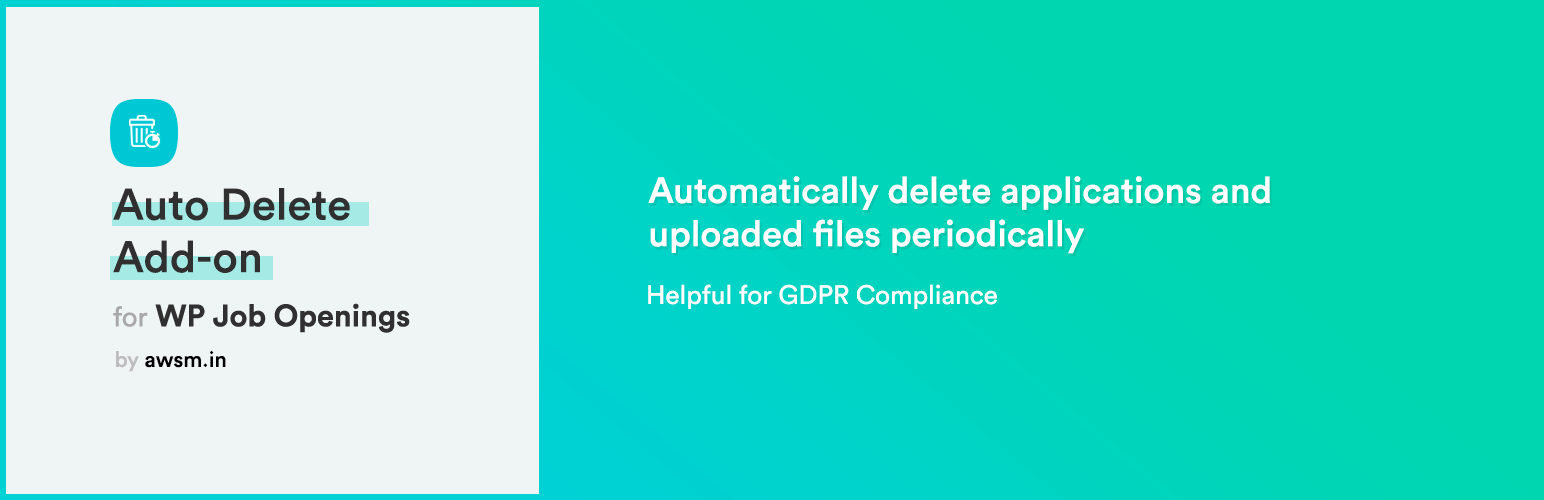 Auto Delete
Add-on
for WP Job Openings
by awsm.in
Automatically delete applications and
uploaded files periodically
Helpful for GDPR Compliance